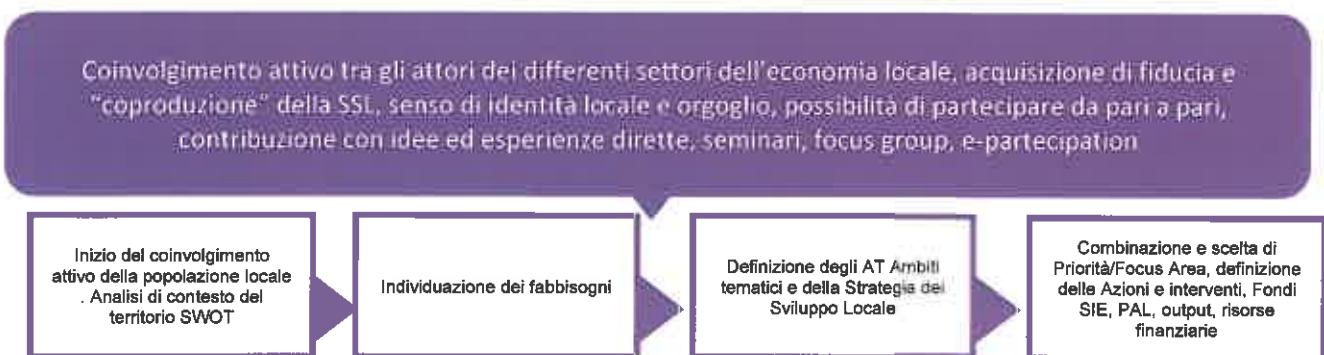 Coinvolgimento attivo tra gli attori dei differenti settori dell'economia locale, acquisizione di fiducia e
"coproduzione" della SSL, senso di identità locale e orgoglio, possibilità di partecipare da pari a pari,
contribuzione con idee ed esperienze dirette, seminari, focus group, e-partecipation
Inizio del coinvolgimento
attivo della popolazione locale
. Analisi di contesto del
territorio SWOT
Individuazione dei fabbisogni
Definizione degli AT Ambiti
tematici e della Strategia dei
Sviluppo Locale
Combinazione e scelta di
Priorità/Focus Area, definizione
delle Azioni e interventi, Fondi
SIE, PAL, output, risorse
finanziarie